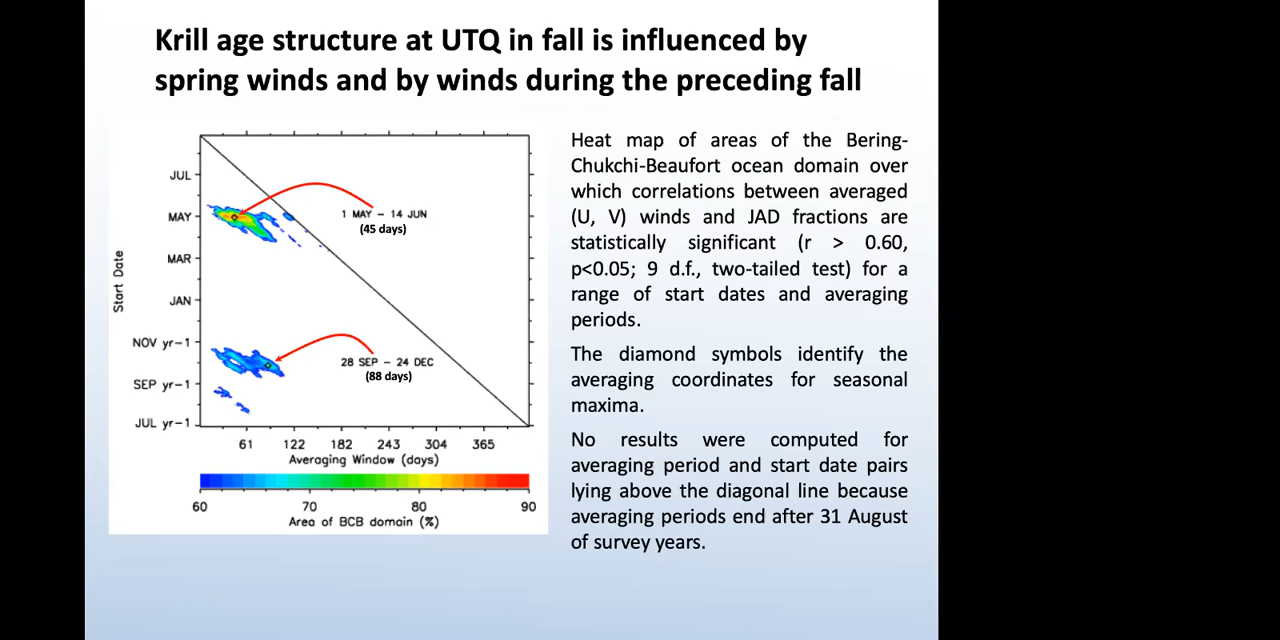 Krill age structure at UTQ in fall is influenced by
spring winds and by winds during the preceding fall
JUL
MAY
MAR
JAN
NOV yr-1
SEP yr-1
JUL yr-1
Start Date
1 MAY – 14 JUN
(45 days)
28 SEP – 24 DEC
(88 days)
61 122 182 243 304 365
Averaging Window (days)
60 70 80 90
Area of BCB domain (%)
Heat map of areas of the Bering-
Chukchi-Beaufort ocean domain over
which correlations between averaged
(U, V) winds and JAD fractions are
statistically significant (r > 0.60,
p<0.05; 9 d.f., two-tailed test) for a
range of start dates and averaging
periods.
The diamond symbols identify the
averaging coordinates for seasonal
maxima.
No results were computed for
averaging period and start date pairs
lying above the diagonal line because
averaging periods end after 31 August
of survey years.